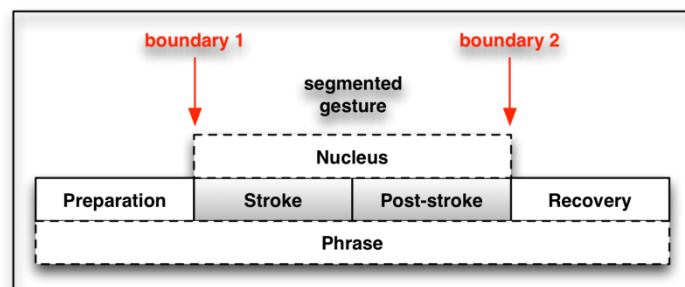 boundary 1 boundary 2
segmented
gesture
Nucleus
Preparation Stroke Post-stroke Recovery
Phrase